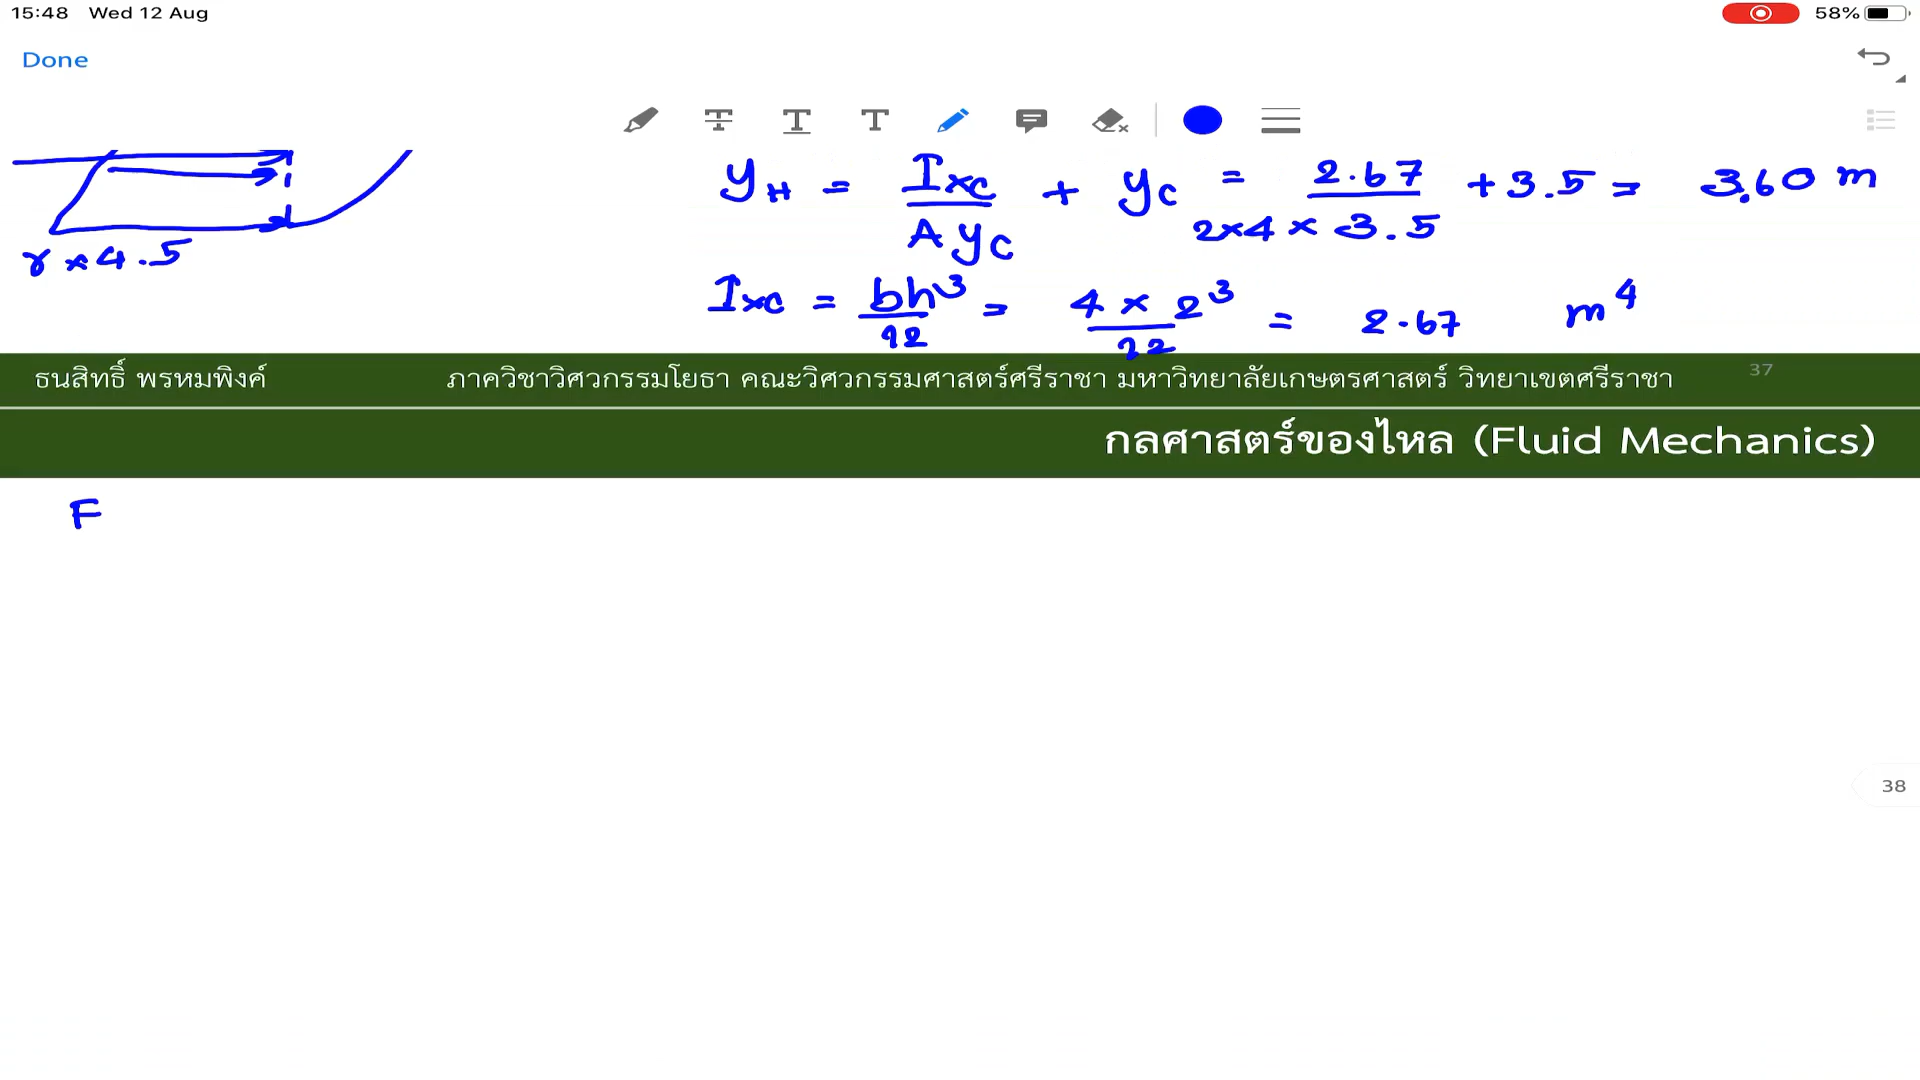 15:48 Wed 12 Aug
58%
Done
yH = Ixc / A yc + yc = 2.67 / 2×4×3.5 + 3.5 = 3.60 m
γ×4.5
Ixc = bh³ / 12 = 4 × 2³ / 12 = 2.67 m⁴
ธนสิทธิ์ พรหมพิงค์ ภาควิชาวิศวกรรมโยธา คณะวิศวกรรมศาสตร์ศรีราชา มหาวิทยาลัยเกษตรศาสตร์ วิทยาเขตศรีราชา 37
กลศาสตร์ของไหล (Fluid Mechanics)
F
38